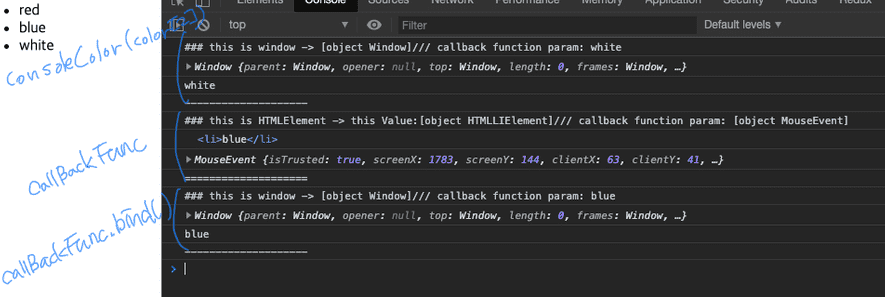 red
blue
white
Elements
Console
Sources
Network
Performance
Memory
Security
Audits
Redux
top
Filter
Default levels
consoleColor(color
### this is window -> [object Window]/// callback function param: white
Window {parent: Window, opener: null, top: Window, length: 0, frames: Window, …}
white
====================
callBackFunc
### this is HTMLElement -> this Value:[object HTMLLIElement]/// callback function param: [object MouseEvent]
<li>blue</li>
MouseEvent {isTrusted: true, screenX: 1783, screenY: 144, clientX: 63, clientY: 41, …}
====================
callBackFunc.bind()
### this is window -> [object Window]/// callback function param: blue
Window {parent: Window, opener: null, top: Window, length: 0, frames: Window, …}
blue
====================
>